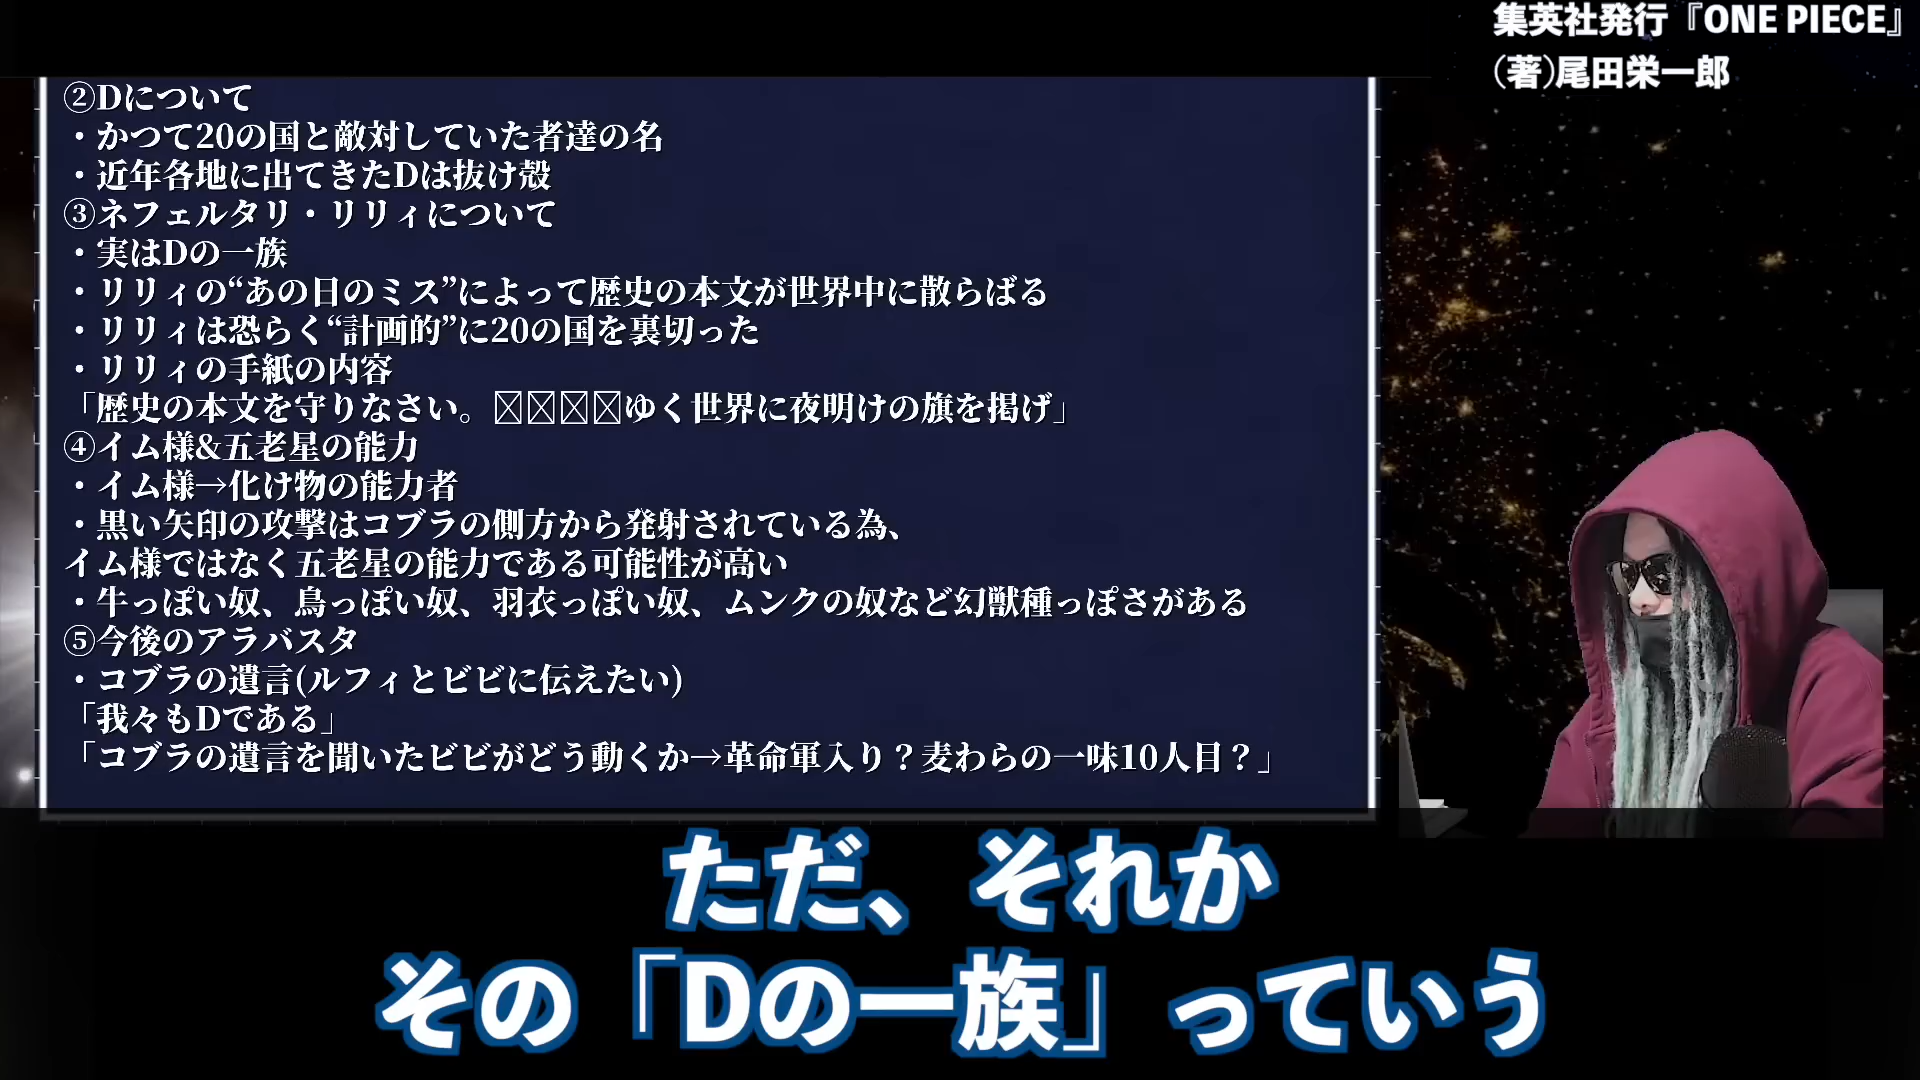 集英社発行『ONE PIECE』
(著)尾田栄一郎
②Dについて
・かつて20の国と敵対していた者達の名
・近年各地に出てきたDは抜け殻
③ネフェルタリ・リリィについて
・実はDの一族
・リリィの“あの日のミス”によって歴史の本文が世界中に散らばる
・リリィは恐らく“計画的”に20の国を裏切った
・リリィの手紙の内容
「歴史の本文を守りなさい。☒☒☒☒ゆく世界に夜明けの旗を掲げ」
④イム様&五老星の能力
・イム様→化け物の能力者
・黒い矢印の攻撃はコブラの側方から発射されている為、
イム様ではなく五老星の能力である可能性が高い
・牛っぽい奴、鳥っぽい奴、羽衣っぽい奴、ムンクの奴など幻獣種っぽさがある
⑤今後のアラバスタ
・コブラの遺言(ルフィとビビに伝えたい)
「我々もDである」
「コブラの遺言を聞いたビビがどう動くか→革命軍入り？麦わらの一味10人目？」
ただ、それか
その「Dの一族」っていう